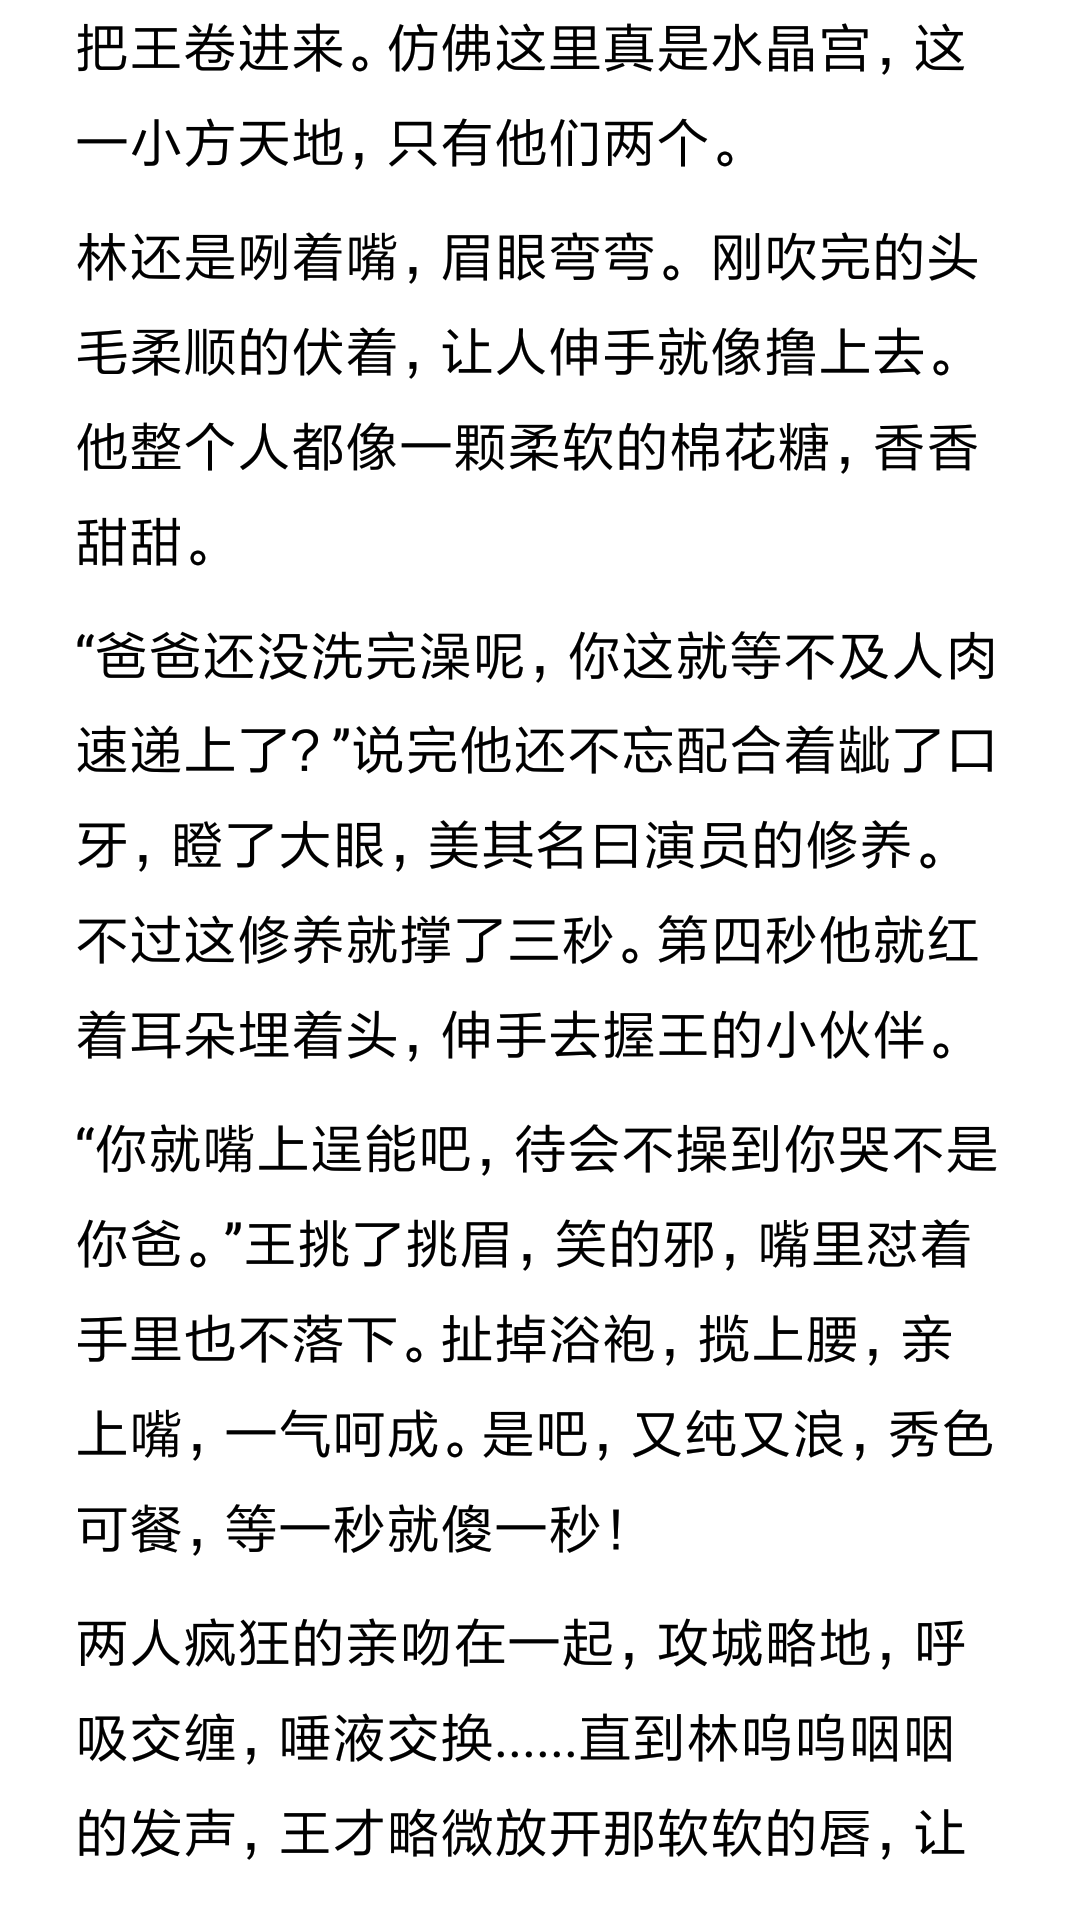 把王卷进来。仿佛这里真是水晶宫，这
一小方天地，只有他们两个。
林还是咧着嘴，眉眼弯弯。刚吹完的头
毛柔顺的伏着，让人伸手就像撸上去。
他整个人都像一颗柔软的棉花糖，香香
甜甜。
“爸爸还没洗完澡呢，你这就等不及人肉
速递上了？”说完他还不忘配合着龇了口
牙，瞪了大眼，美其名曰演员的修养。
不过这修养就撑了三秒。第四秒他就红
着耳朵埋着头，伸手去握王的小伙伴。
“你就嘴上逞能吧，待会不操到你哭不是
你爸。”王挑了挑眉，笑的邪，嘴里怼着
手里也不落下。扯掉浴袍，揽上腰，亲
上嘴，一气呵成。是吧，又纯又浪，秀色
可餐，等一秒就傻一秒！
两人疯狂的亲吻在一起，攻城略地，呼
吸交缠，唾液交换......直到林呜呜咽咽
的发声，王才略微放开那软软的唇，让